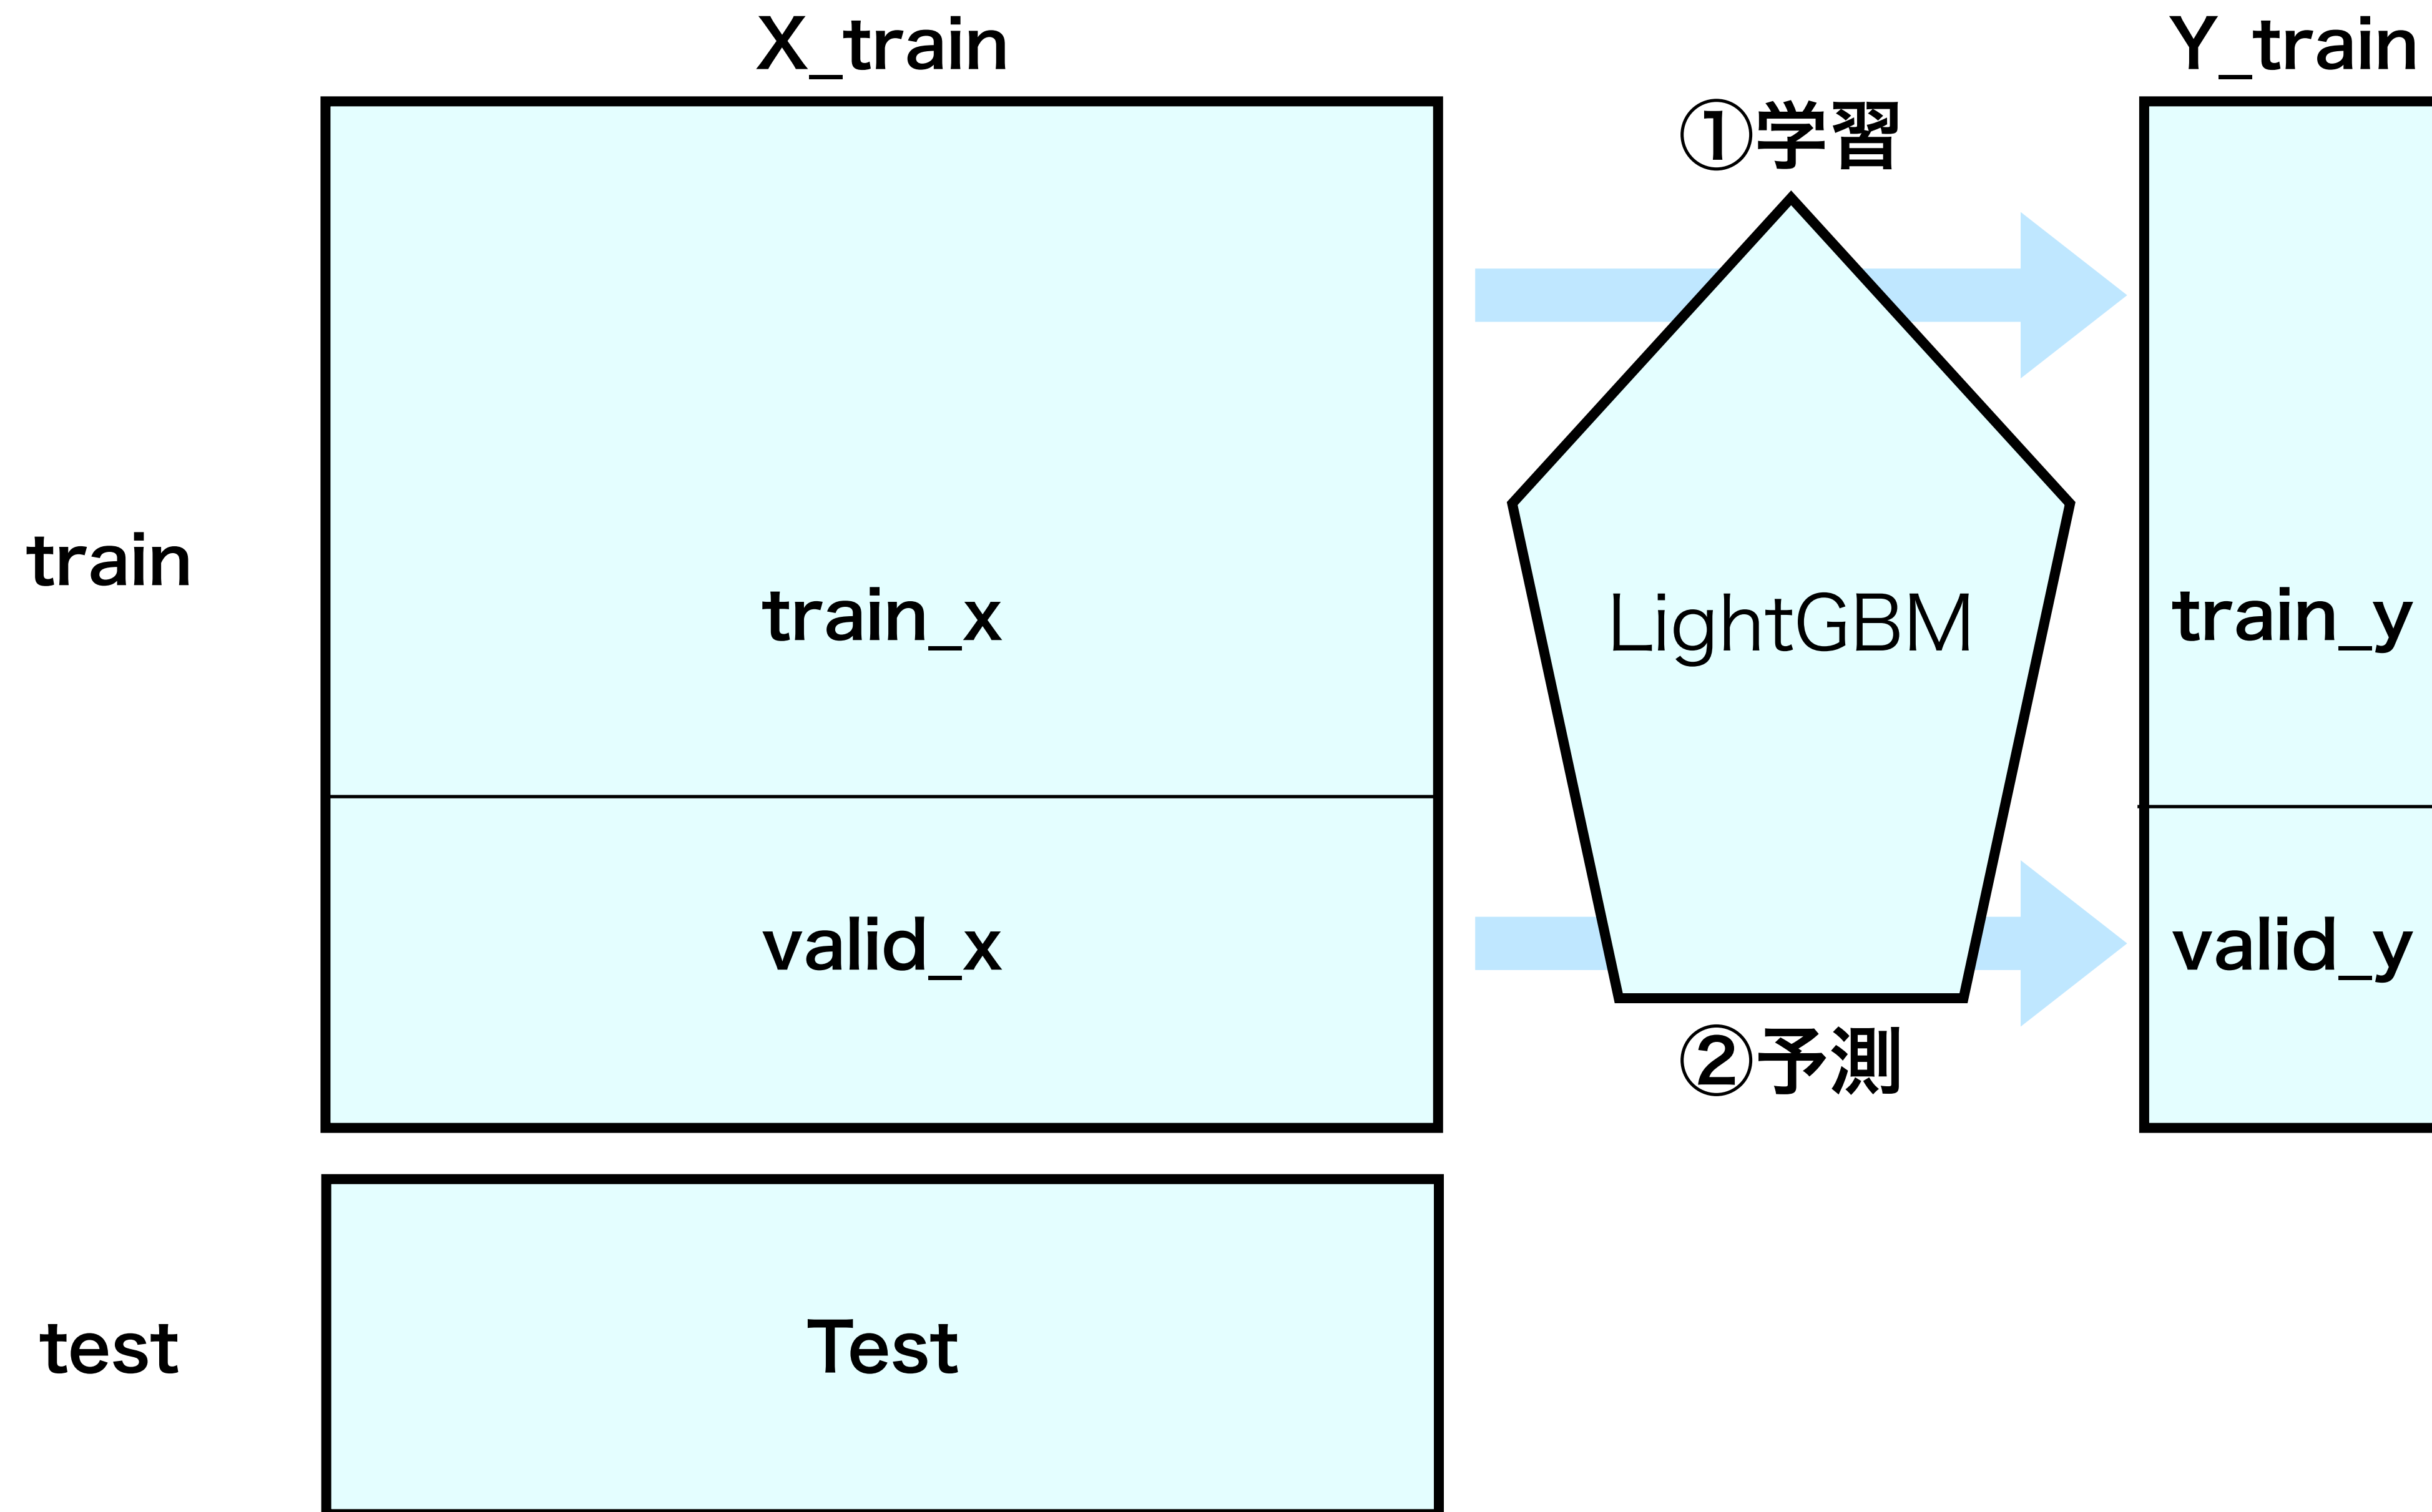 X_train
Y_train
①学習
train
train_x
LightGBM
train_y
valid_x
valid_y
②予測
test
Test